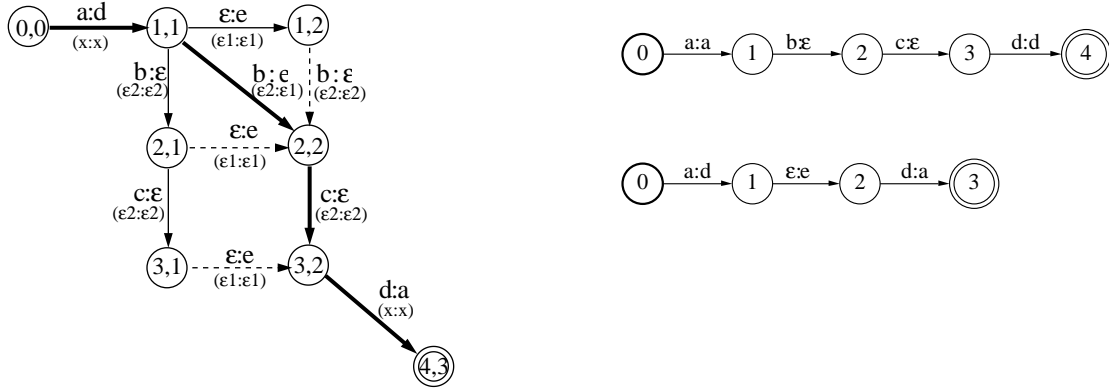 0,0
a:d
(x:x)
1,1
ε:e
(ε1:ε1)
1,2
b:ε
(ε2:ε2)
b:e
(ε2:ε1)
b:ε
(ε2:ε2)
2,1
ε:e
(ε1:ε1)
2,2
c:ε
(ε2:ε2)
c:ε
(ε2:ε2)
3,1
ε:e
(ε1:ε1)
3,2
d:a
(x:x)
4,3
0
a:a
1
b:ε
2
c:ε
3
d:d
4
0
a:d
1
ε:e
2
d:a
3